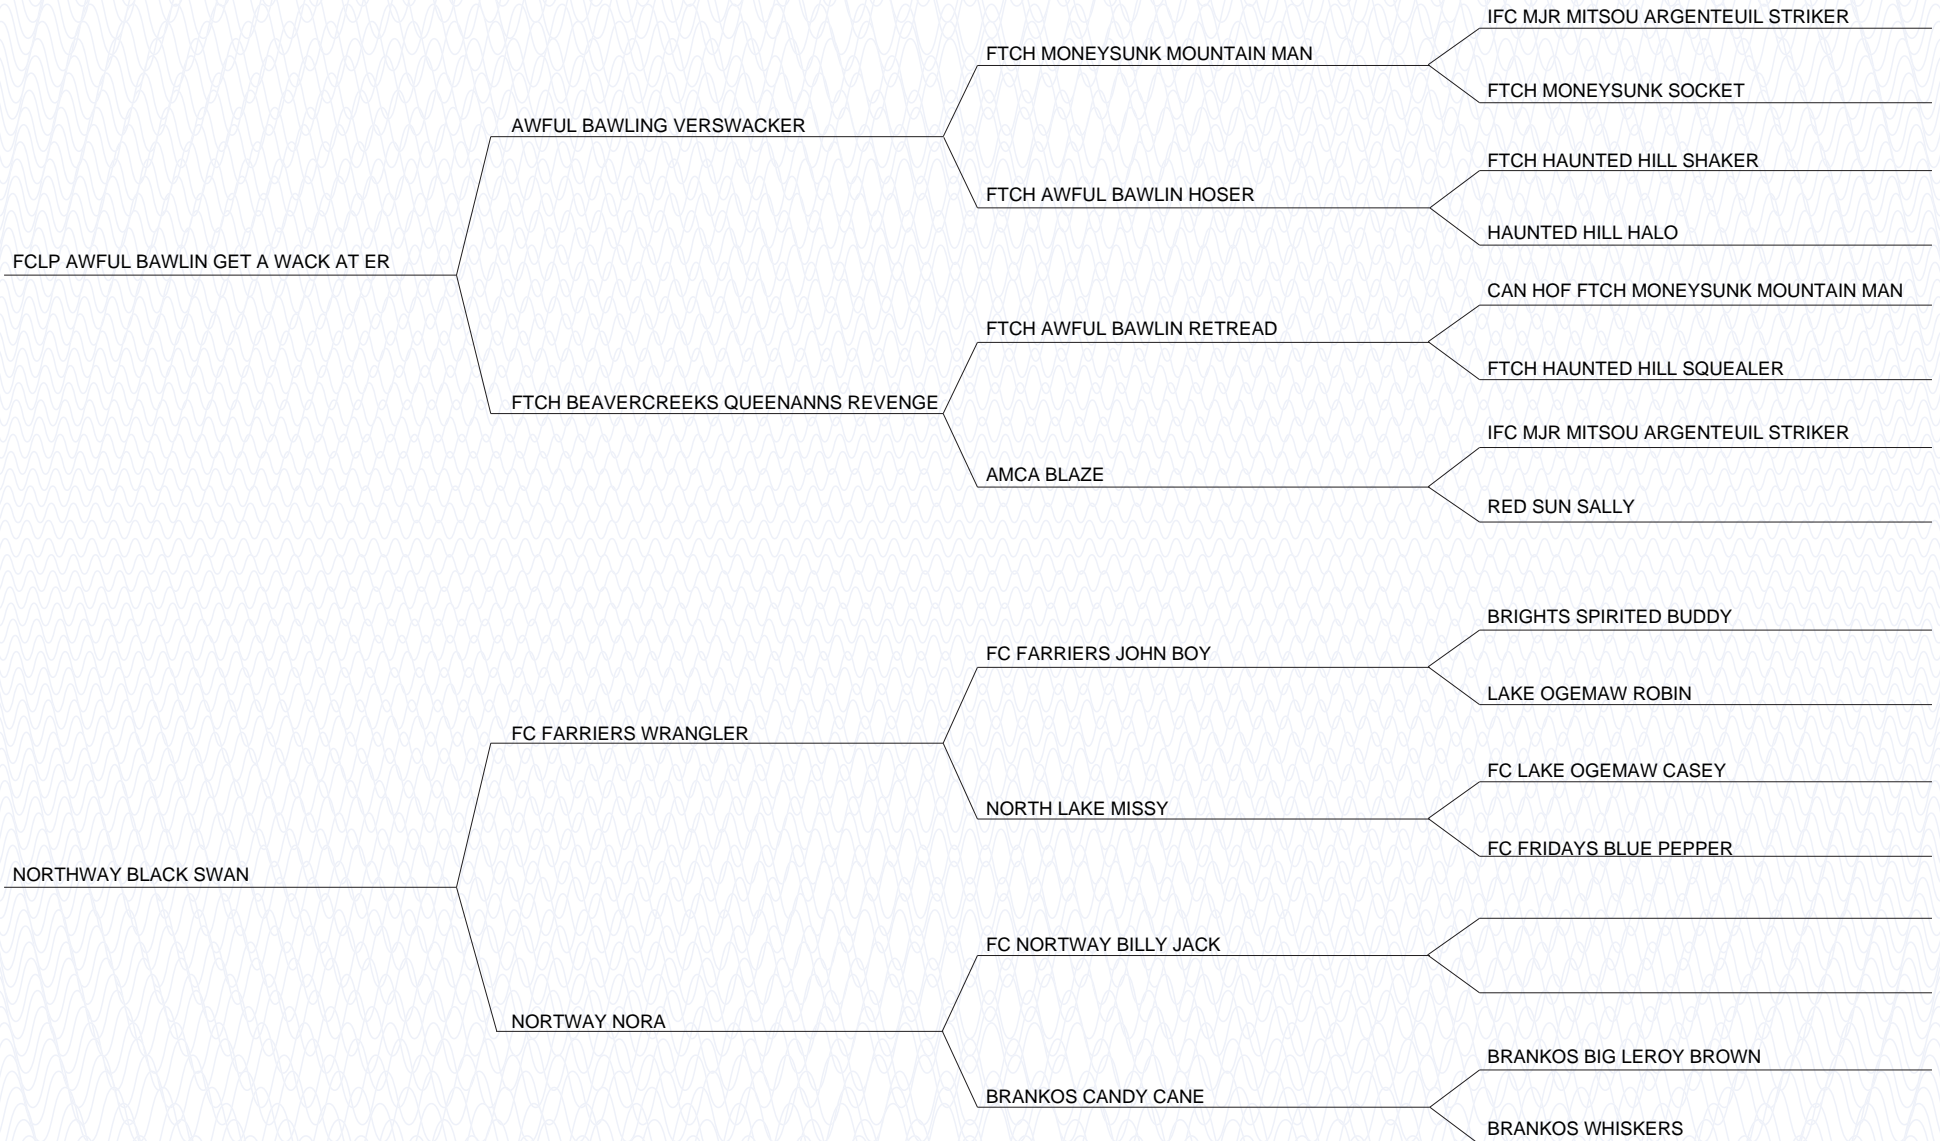 IFC MJR MITSOU ARGENTEUIL STRIKER
FTCH MONEYSUNK MOUNTAIN MAN
FTCH MONEYSUNK SOCKET
AWFUL BAWLING VERSWACKER
FTCH HAUNTED HILL SHAKER
FTCH AWFUL BAWLIN HOSER
HAUNTED HILL HALO
FCLP AWFUL BAWLIN GET A WACK AT ER
CAN HOF FTCH MONEYSUNK MOUNTAIN MAN
FTCH AWFUL BAWLIN RETREAD
FTCH HAUNTED HILL SQUEALER
FTCH BEAVERCREEKS QUEENANNS REVENGE
IFC MJR MITSOU ARGENTEUIL STRIKER
AMCA BLAZE
RED SUN SALLY
BRIGHTS SPIRITED BUDDY
FC FARRIERS JOHN BOY
LAKE OGEMAW ROBIN
FC FARRIERS WRANGLER
FC LAKE OGEMAW CASEY
NORTH LAKE MISSY
FC FRIDAYS BLUE PEPPER
NORTHWAY BLACK SWAN
FC NORTWAY BILLY JACK
NORTWAY NORA
BRANKOS BIG LEROY BROWN
BRANKOS CANDY CANE
BRANKOS WHISKERS